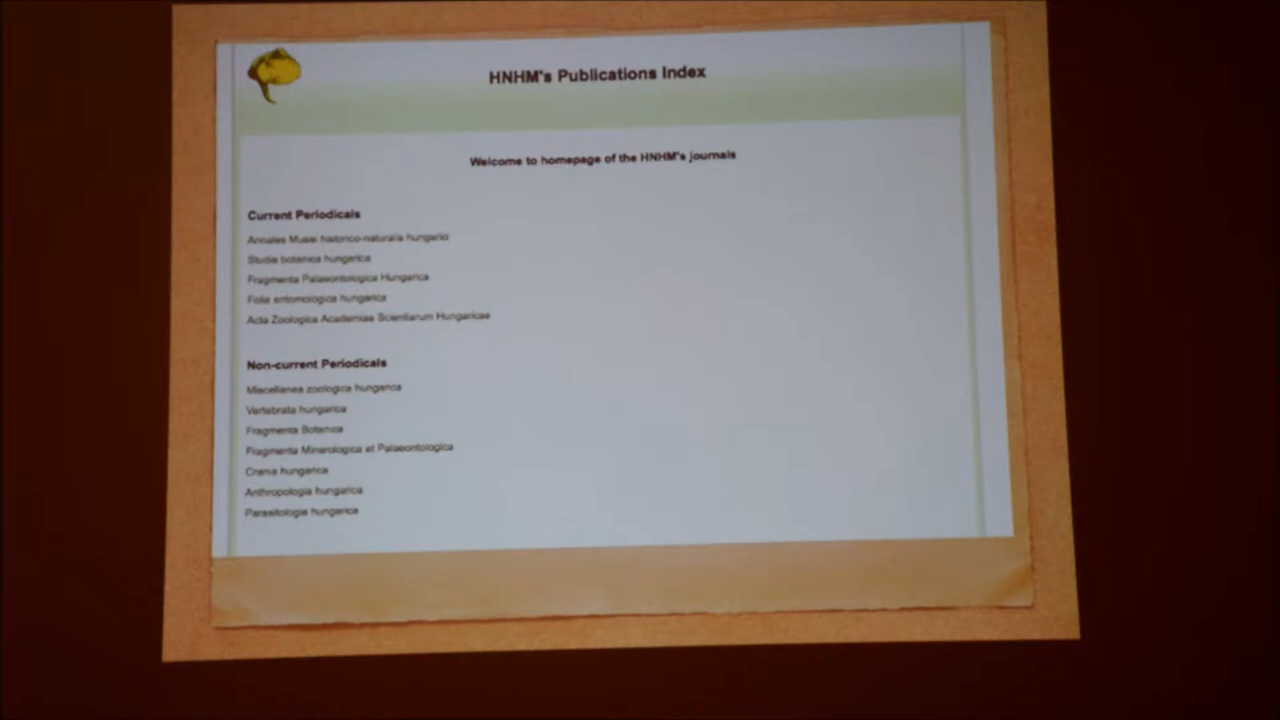 HNHM's Publications Index
Welcome to homepage of the HNHM's journals
Current Periodicals
Annales Musei historico-naturalis hungarici
Studia botanica hungarica
Fragmenta Palaeontologica Hungarica
Folia entomologica hungarica
Acta Zoologica Academiae Scientiarum Hungaricae
Non-current Periodicals
Miscellanea zoologica hungarica
Vertebrata hungarica
Fragmenta Botanica
Fragmenta Minerologica et Palaeontologica
Crania hungarica
Anthropologia hungarica
Parasitologia hungarica